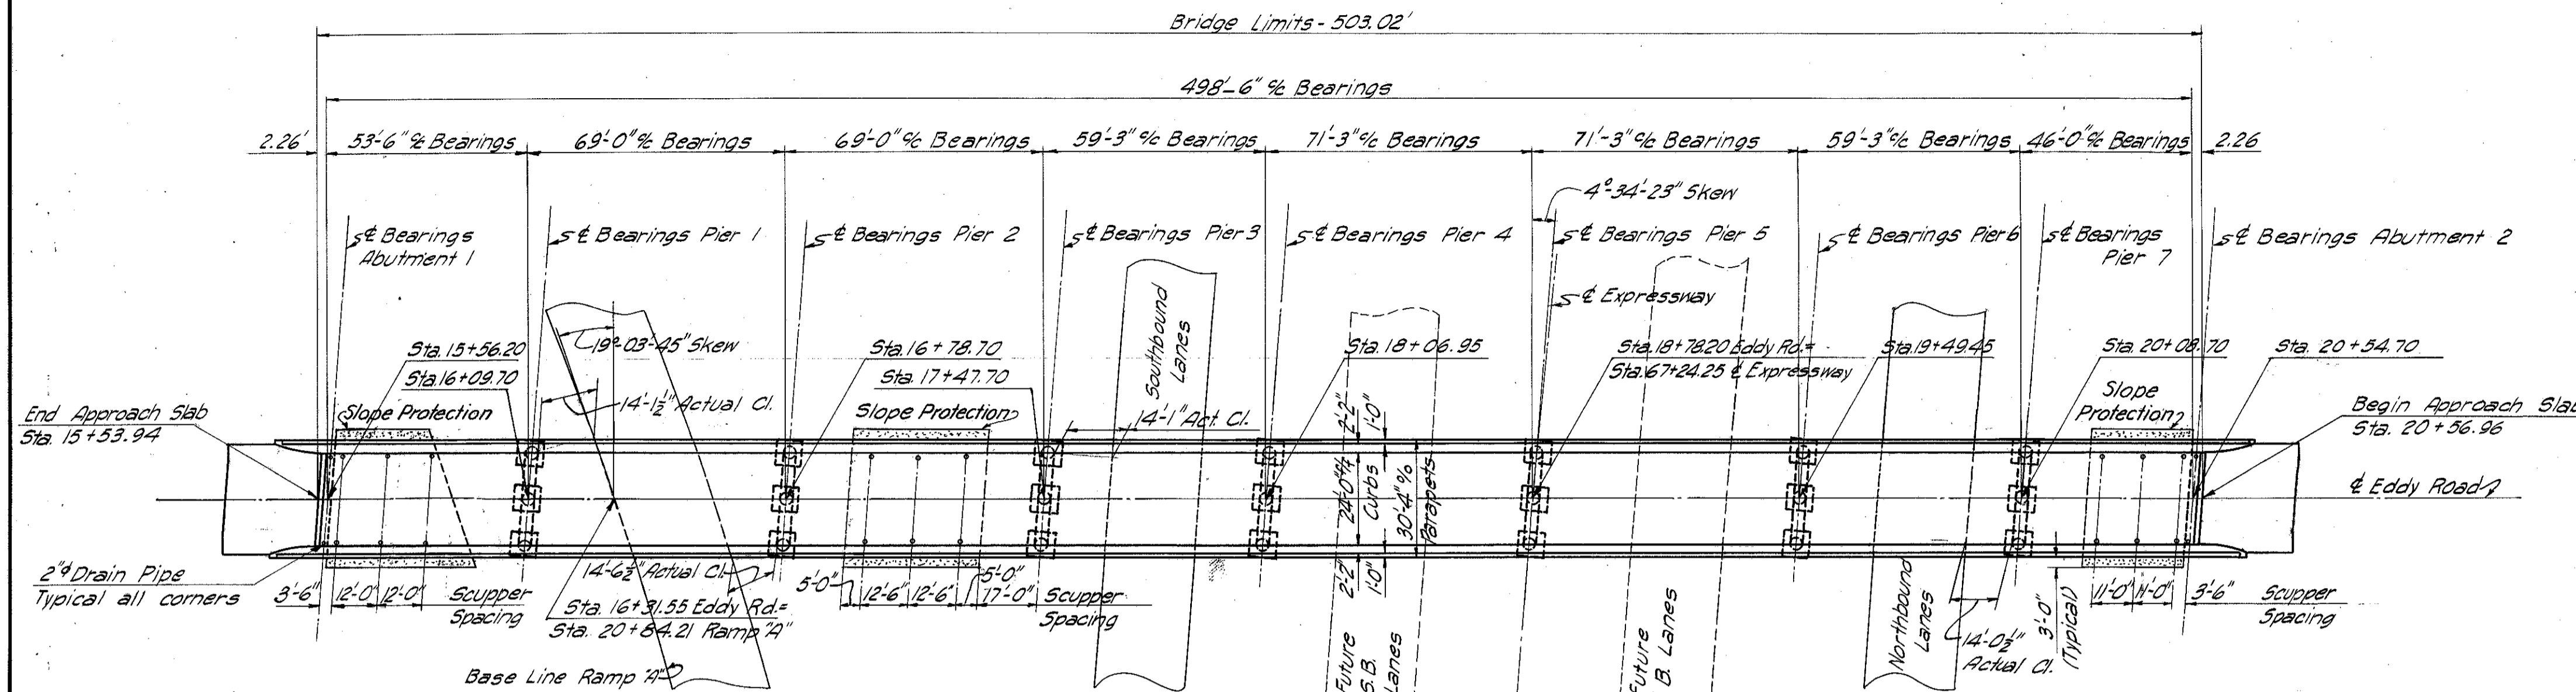 Bridge Limits - 503.02'
498'-6" c/c Bearings
2.26'
53'-6" c/c Bearings
69'-0" c/c Bearings
69'-0" c/c Bearings
59'-3" c/c Bearings
71'-3" c/c Bearings
71'-3" c/c Bearings
59'-3" c/c Bearings
46'-0" c/c Bearings
2.26
4°-34'-23" Skew
℄ Bearings
Abutment 1
℄ Bearings Pier 1
℄ Bearings Pier 2
℄ Bearings Pier 3
℄ Bearings Pier 4
℄ Bearings Pier 5
℄ Bearings Pier 6
℄ Bearings
Pier 7
℄ Bearings Abutment 2
℄ Expressway
Southbound
Lanes
Sta. 15+56.20
Sta. 16+09.70
19°-03'-45" Skew
Sta. 16+78.70
Sta. 17+47.70
Sta. 18+06.95
Sta. 18+78.20 Eddy Rd.=
Sta. 67+24.25 ℄ Expressway
Sta. 19+49.45
Sta. 20+08.70
Sta. 20+54.70
End Approach Slab
Sta. 15+53.94
Slope Protection
14'-1½" Actual Cl.
Slope Protection
14'-1" Act. Cl.
2'-2"
1'-0"
Slope
Protection
Begin Approach Slab
Sta. 20+56.96
24'-0" c/c
Curbs
30'-4" %
Parapets
℄ Eddy Road
2"φ Drain Pipe
Typical all corners
3'-6"
12'-0"
12'-0"
Scupper
Spacing
14'-6½" Actual Cl.
Sta. 16+31.55 Eddy Rd.=
Sta. 20+84.21 Ramp "A"
5'-0"
12'-6"
12'-6"
5'-0"
17'-0"
Scupper
Spacing
2'-2"
1'-0"
Northbound
Lanes
14'-0½"
Actual Cl.
3'-0"
(Typical)
11'-0"
11'-0"
3'-6"
Scupper
Spacing
Base Line Ramp "A"
Future
S.B.
Lanes
Future
B. Lanes